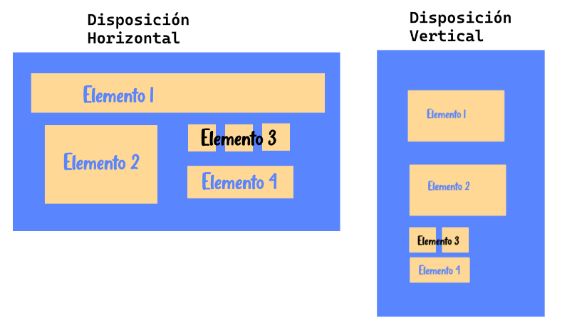 Disposición
Horizontal
Elemento 1
Elemento 2
Elemento 3
Elemento 4
Disposición
Vertical
Elemento 1
Elemento 2
Elemento 3
Elemento 4